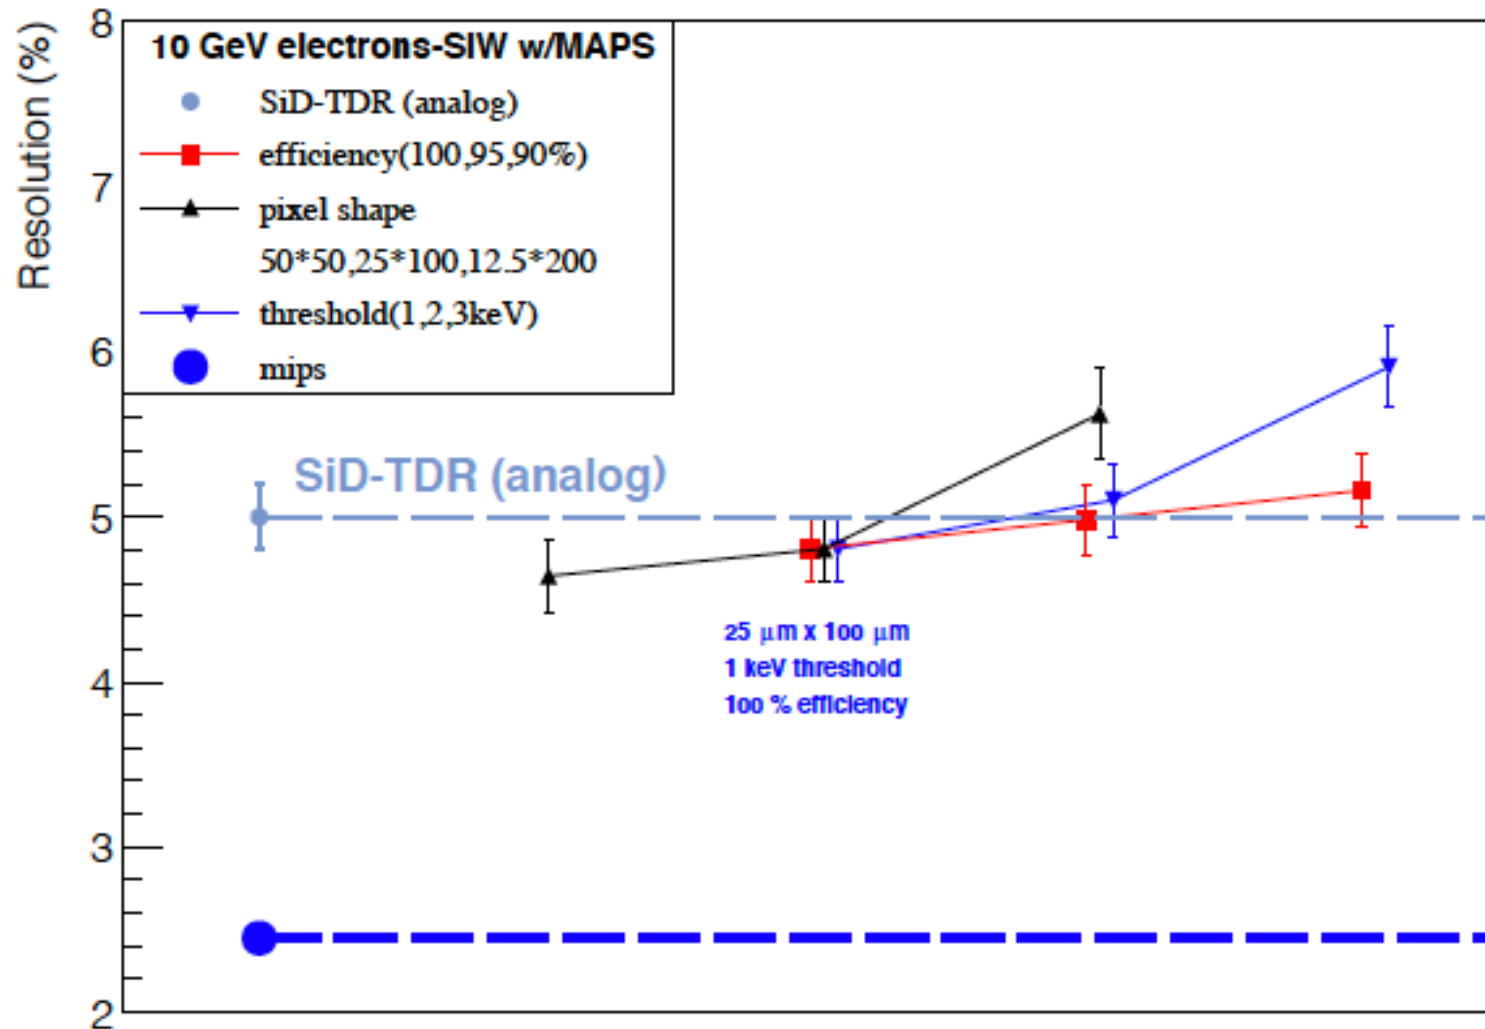 8
7
6
5
4
3
2
Resolution (%)
10 GeV electrons-SIW w/MAPS
SiD-TDR (analog)
efficiency(100,95,90%)
pixel shape
50*50,25*100,12.5*200
threshold(1,2,3keV)
mips
SiD-TDR (analog)
25 μm x 100 μm
1 keV threshold
100 % efficiency